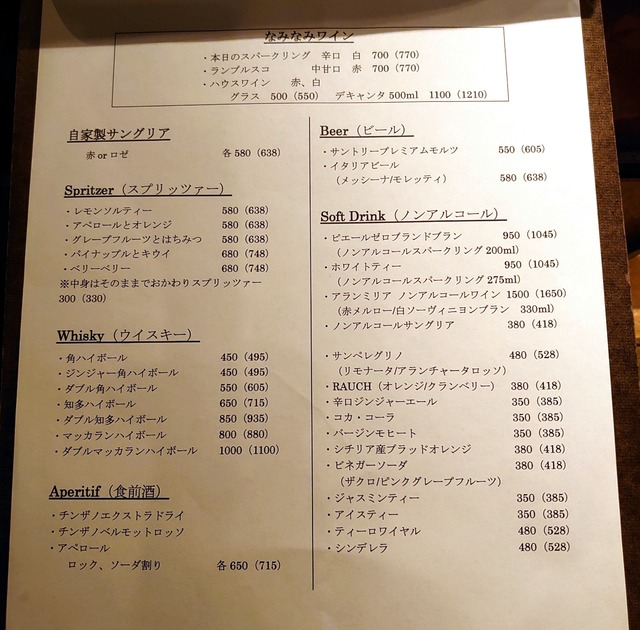 なみなみワイン
・本日のスパークリング 辛口 白 700（770）
・ランブルスコ 中甘口 赤 700（770）
・ハウスワイン 赤、白
グラス 500（550） デキャンタ 500ml 1100（1210）
自家製サングリア
赤 or ロゼ 各 580（638）
Spritzer（スプリッツァー）
・レモンソルティー 580（638）
・アペロールとオレンジ 580（638）
・グレープフルーツとはちみつ 580（638）
・パイナップルとキウイ 680（748）
・ベリーベリー 680（748）
※中身はそのままでおかわりスプリッツァー
300（330）
Whisky（ウイスキー）
・角ハイボール 450（495）
・ジンジャー角ハイボール 450（495）
・ダブル角ハイボール 550（605）
・知多ハイボール 650（715）
・ダブル知多ハイボール 850（935）
・マッカランハイボール 800（880）
・ダブルマッカランハイボール 1000（1100）
Aperitif（食前酒）
・チンザノエクストラドライ
・チンザノベルモットロッソ
・アペロール
ロック、ソーダ割り 各 650（715）
Beer（ビール）
・サントリープレミアムモルツ 550（605）
・イタリアビール
（メッシーナ/モレッティ） 580（638）
Soft Drink（ノンアルコール）
・ピエールゼロブランドブラン 950（1045）
（ノンアルコールスパークリング 200ml）
・ホワイトティー 950（1045）
（ノンアルコールスパークリング 275ml）
・アランミリア ノンアルコールワイン 1500（1650）
（赤メルロー/白ソーヴィニヨンブラン 330ml）
・ノンアルコールサングリア 380（418）
・サンペレグリノ 480（528）
（リモナータ/アランチャータロッソ）
・RAUCH（オレンジ/クランベリー） 380（418）
・辛口ジンジャーエール 350（385）
・コカ・コーラ 350（385）
・バージンモヒート 350（385）
・シチリア産ブラッドオレンジ 380（418）
・ビネガーソーダ 380（418）
（ザクロ/ピンクグレープフルーツ）
・ジャスミンティー 350（385）
・アイスティー 350（385）
・ティーロワイヤル 480（528）
・シンデレラ 480（528）